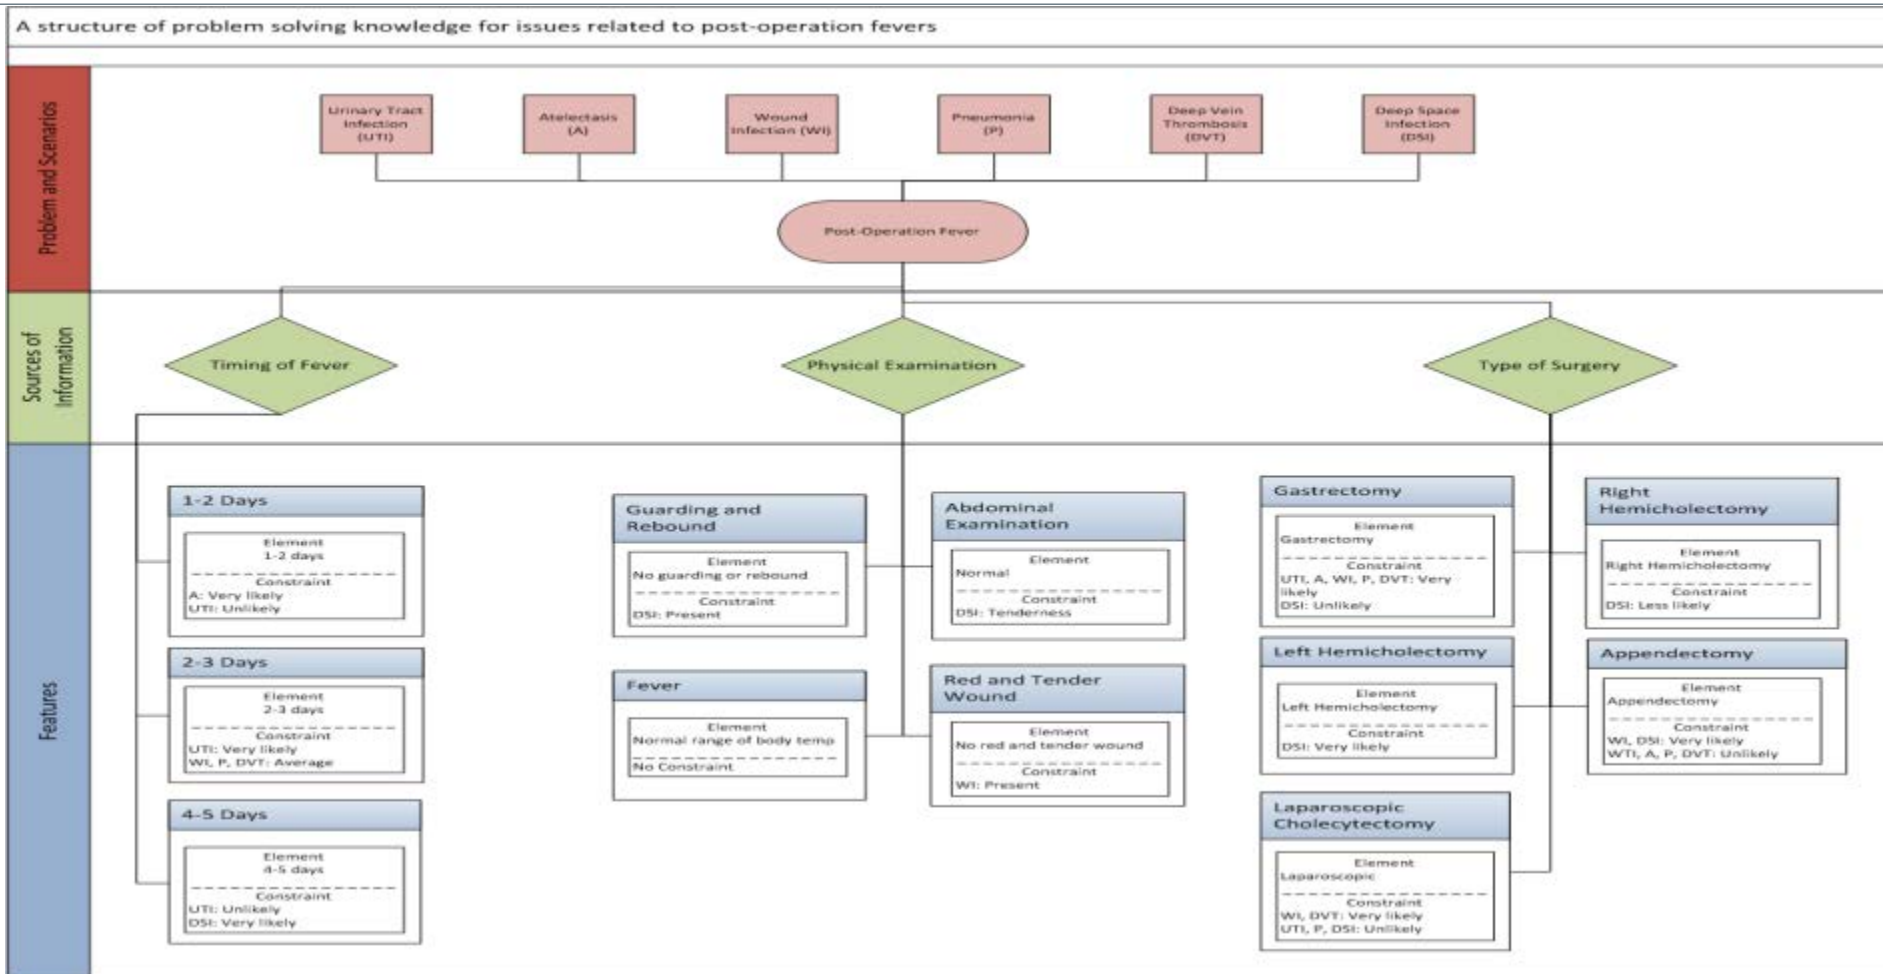 A structure of problem solving knowledge for issues related to post-operation fevers
Problem and Scenarios
Urinary Tract
Infection
(UTI)
Atelectasis
(A)
Wound
Infection (WI)
Pneumonia
(P)
Deep Vein
Thrombosis
(DVT)
Deep Space
Infection
(DSI)
Post-Operation Fever
Sources of
Information
Timing of Fever
Physical Examination
Type of Surgery
Features
1-2 Days
Element
1-2 days
Constraint
A: Very likely
UTI: Unlikely
2-3 Days
Element
2-3 days
Constraint
UTI: Very likely
WI, P, DVT: Average
4-5 Days
Element
4-5 days
Constraint
UTI: Unlikely
DSI: Very likely
Guarding and
Rebound
Element
No guarding or rebound
Constraint
DSI: Present
Abdominal
Examination
Element
Normal
Constraint
DSI: Tenderness
Fever
Element
Normal range of body temp
No Constraint
Red and Tender
Wound
Element
No red and tender wound
Constraint
WI: Present
Gastrectomy
Element
Gastrectomy
Constraint
UTI, A, WI, P, DVT: Very
likely
DSI: Unlikely
Right
Hemicholectomy
Element
Right Hemicholectomy
Constraint
DSI: Less likely
Left Hemicholectomy
Element
Left Hemicholectomy
Constraint
DSI: Very likely
Appendectomy
Element
Appendectomy
Constraint
WI, DSI: Very likely
WTI, A, P, DVT: Unlikely
Laparoscopic
Cholecytectomy
Element
Laparoscopic
Constraint
WI, DVT: Very likely
UTI, P, DSI: Unlikely